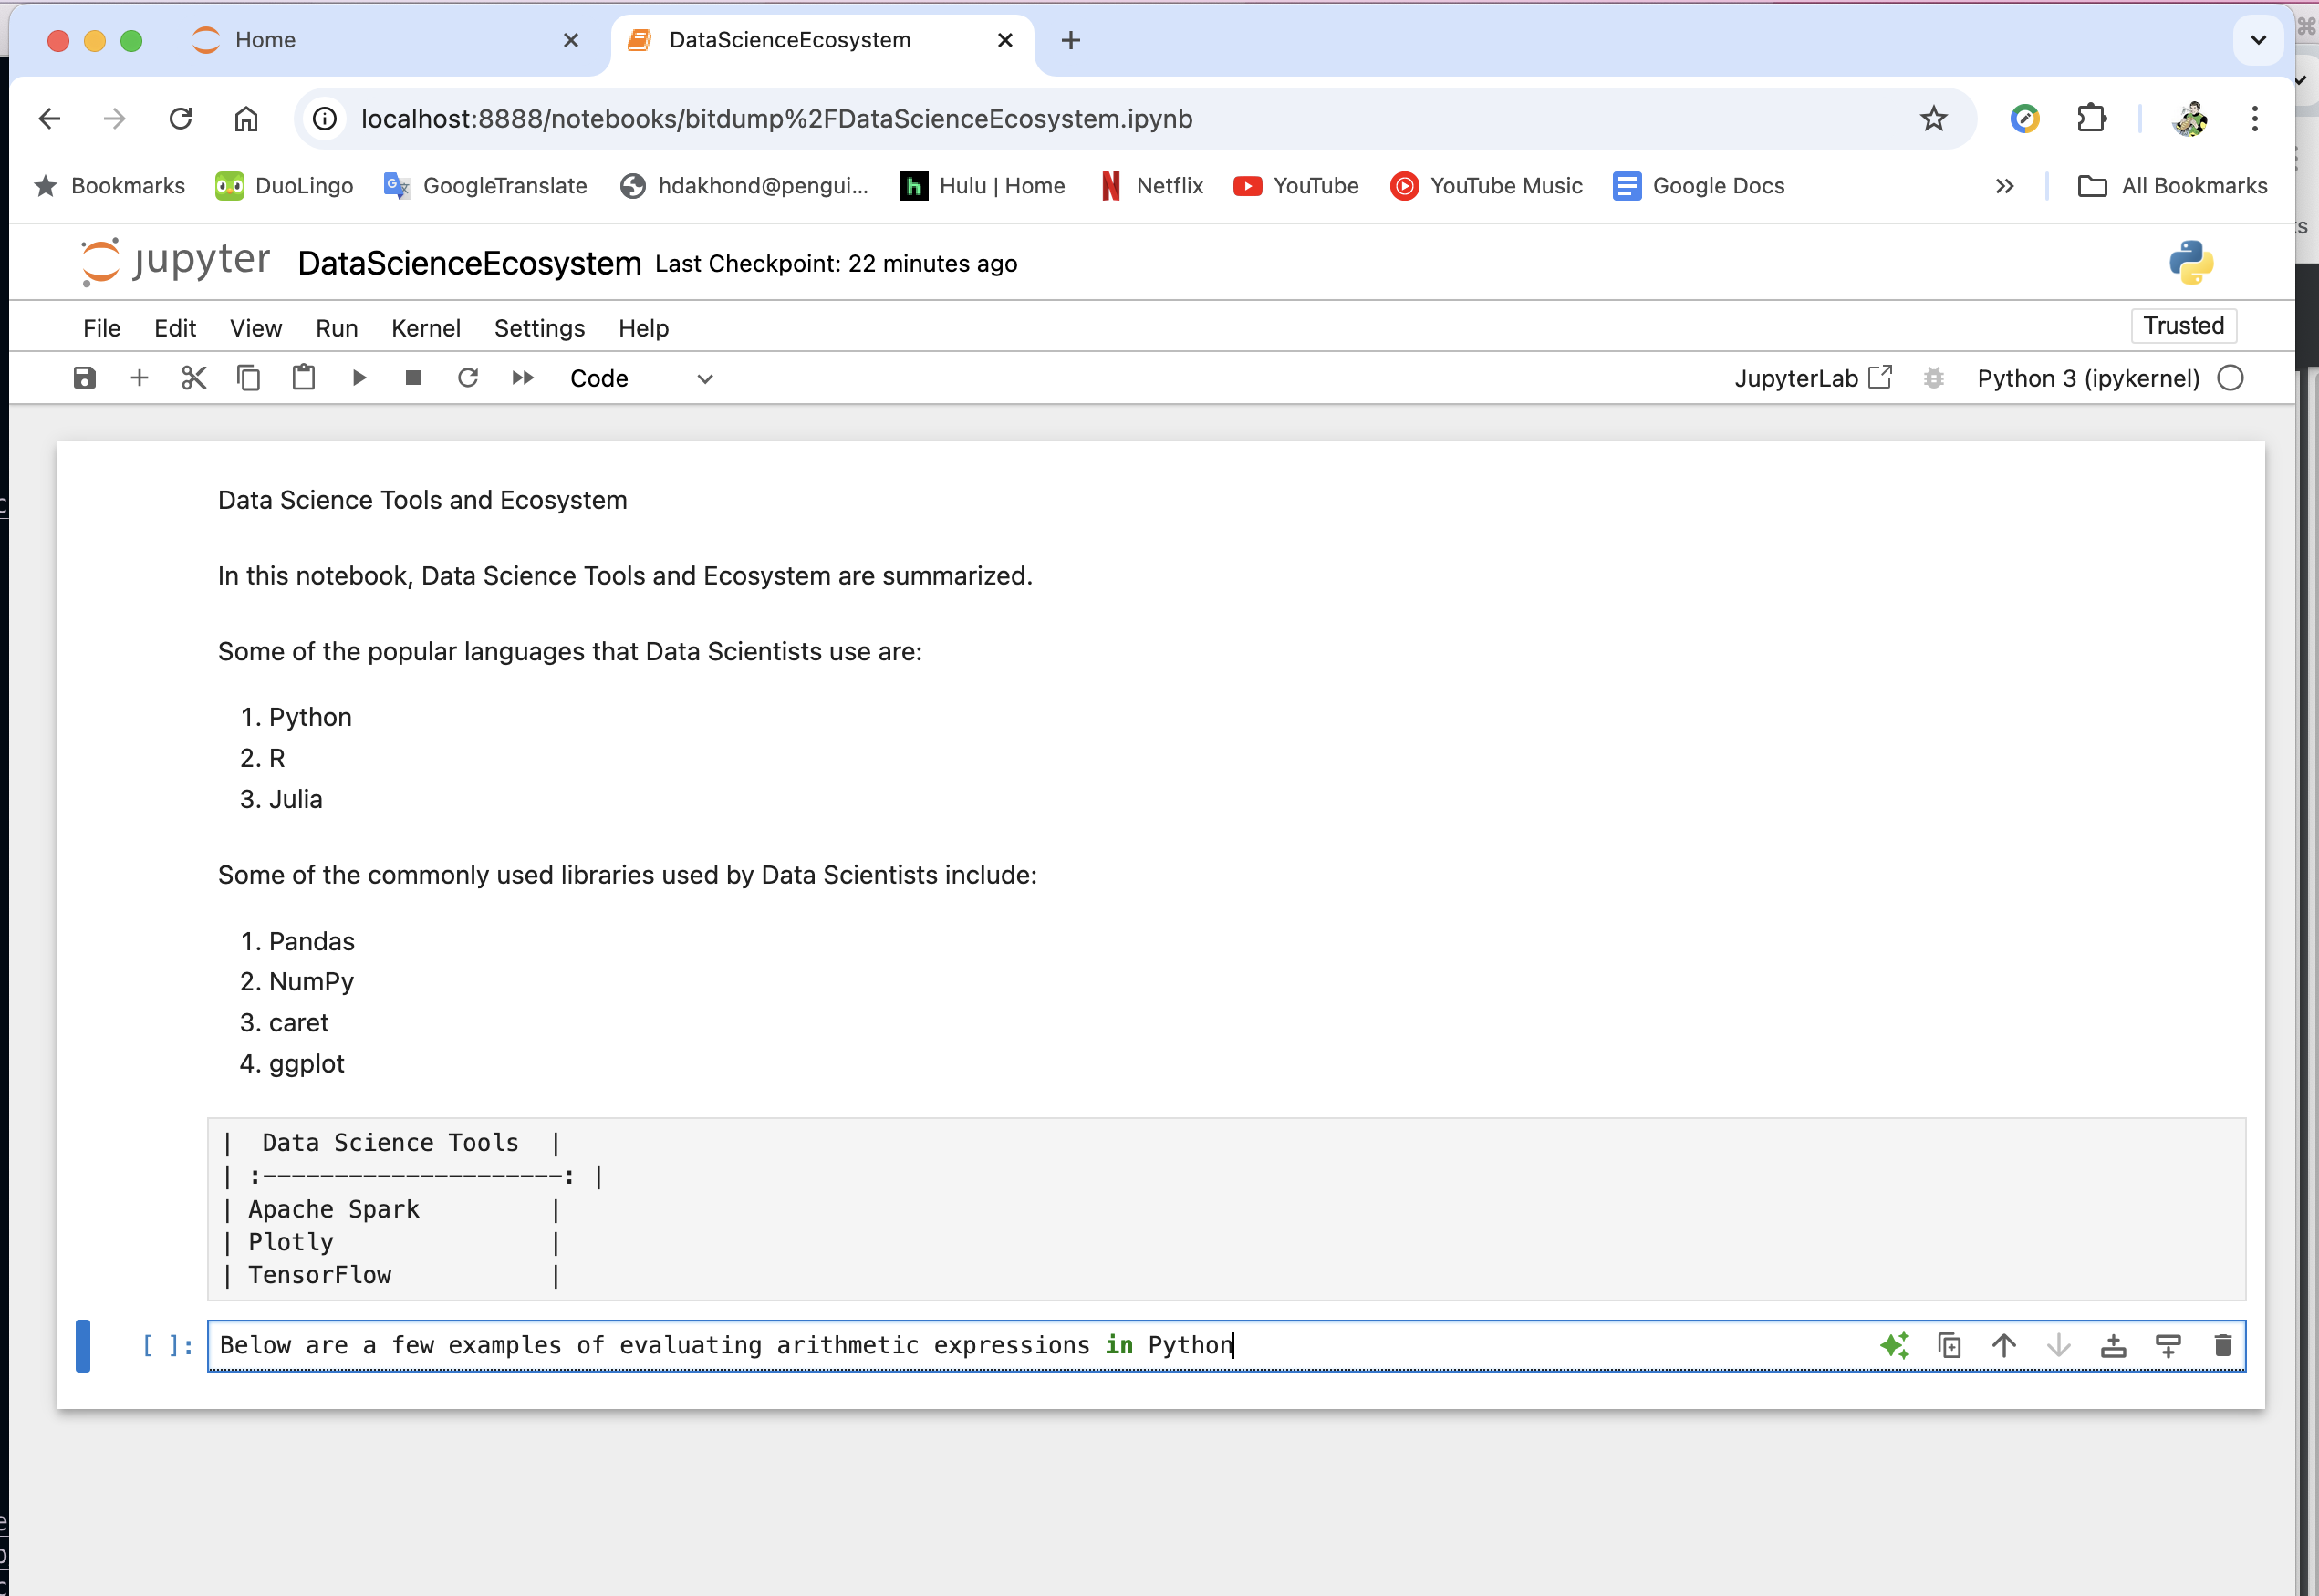 Home
DataScienceEcosystem
localhost:8888/notebooks/bitdump%2FDataScienceEcosystem.ipynb
Bookmarks DuoLingo GoogleTranslate hdakhond@pengui... Hulu | Home Netflix YouTube YouTube Music Google Docs » All Bookmarks
jupyter DataScienceEcosystem Last Checkpoint: 22 minutes ago
File Edit View Run Kernel Settings Help Trusted
Code JupyterLab Python 3 (ipykernel)
Data Science Tools and Ecosystem
In this notebook, Data Science Tools and Ecosystem are summarized.
Some of the popular languages that Data Scientists use are:
1. Python
2. R
3. Julia
Some of the commonly used libraries used by Data Scientists include:
1. Pandas
2. NumPy
3. caret
4. ggplot
|  Data Science Tools  |
| :---------------------: |
| Apache Spark         |
| Plotly               |
| TensorFlow           |
[ ]: Below are a few examples of evaluating arithmetic expressions in Python